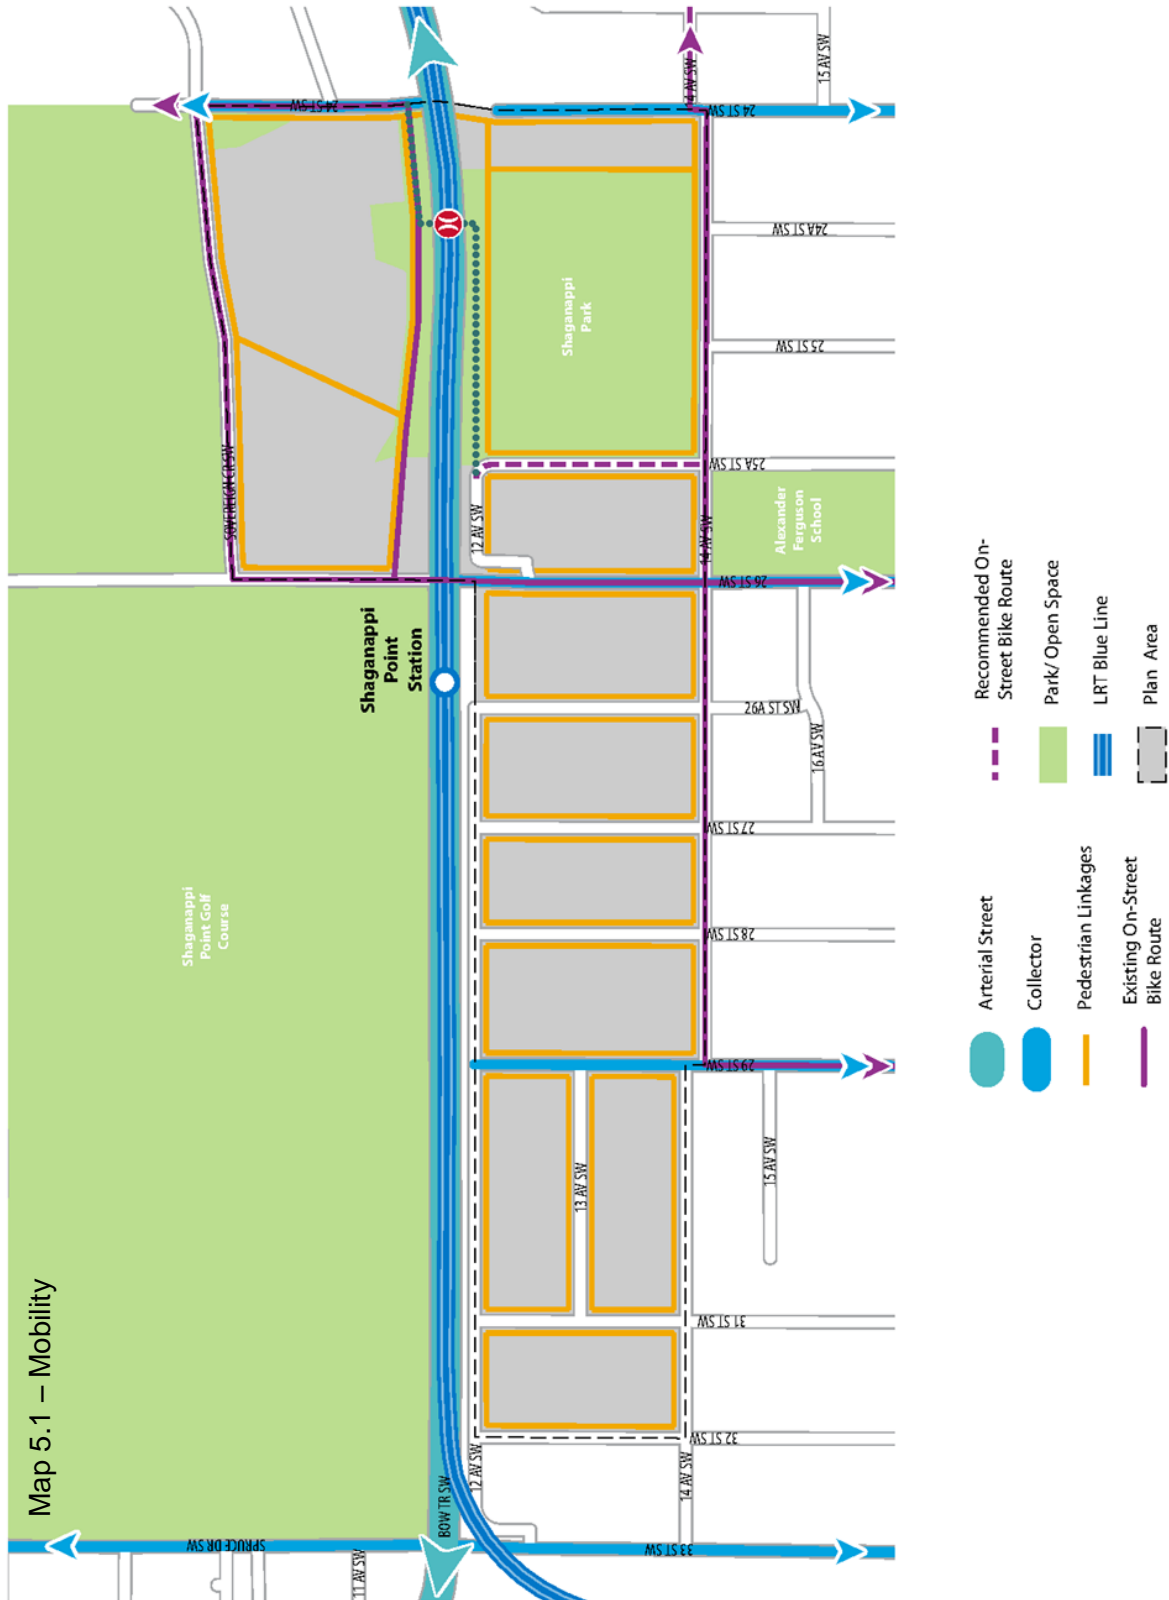 Map 5.1 – Mobility
SPRUCE DR SW
11 AV SW
BOW TR SW
33 ST SW
12 AV SW
14 AV SW
32 ST SW
31 ST SW
13 AV SW
15 AV SW
29 ST SW
28 ST SW
27 ST SW
16 AV SW
26A ST SW
26 ST SW
14 AV SW
12 AV SW
25A ST SW
25 ST SW
24A ST SW
24 ST SW
24 ST SW
4 AV SW
15 AV SW
SOVEREIGN CR SW
Shaganappi
Point Golf
Course
Shaganappi
Point
Station
Shaganappi
Park
Alexander
Ferguson
School
Arterial Street
Collector
Pedestrian Linkages
Existing On-Street
Bike Route
Recommended On-
Street Bike Route
Park/ Open Space
LRT Blue Line
Plan Area